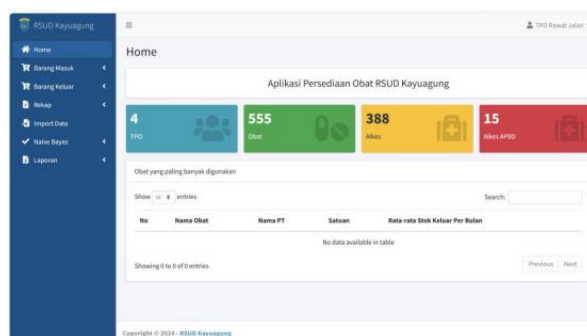 RSUD Kayuagung
TPO Rawat Jalan
Home
Home
Barang Masuk
Barang Keluar
Rekap
Import Data
Naive Bayes
Laporan
Aplikasi Persediaan Obat RSUD Kayuagung
4
TPO
555
Obat
388
Alkes
15
Alkes APBD
Obat yang paling banyak digunakan
Show 10 entries
Search:
No Nama Obat Nama PT Satuan Rata-rata Stok Keluar Per Bulan
No data available in table
Showing 0 to 0 of 0 entries
Previous Next
Copyright © 2024 - RSUD Kayuagung